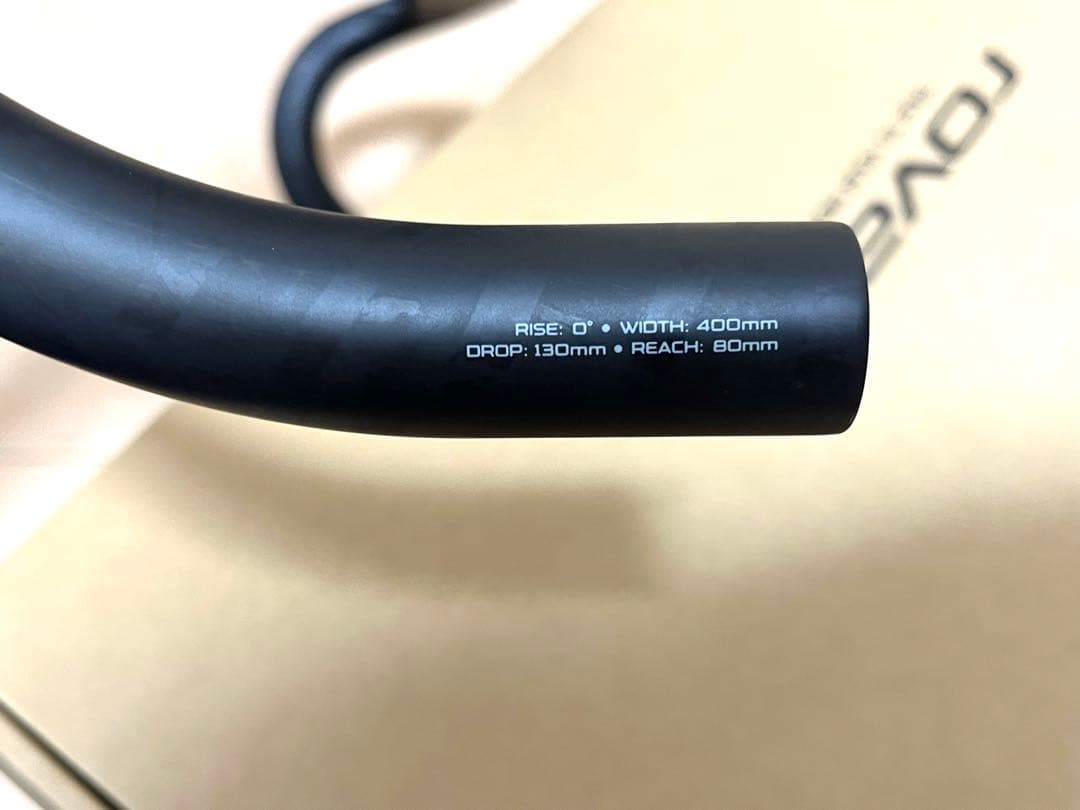 RISE: 0° • WIDTH: 400mm
DROP: 130mm • REACH: 80mm